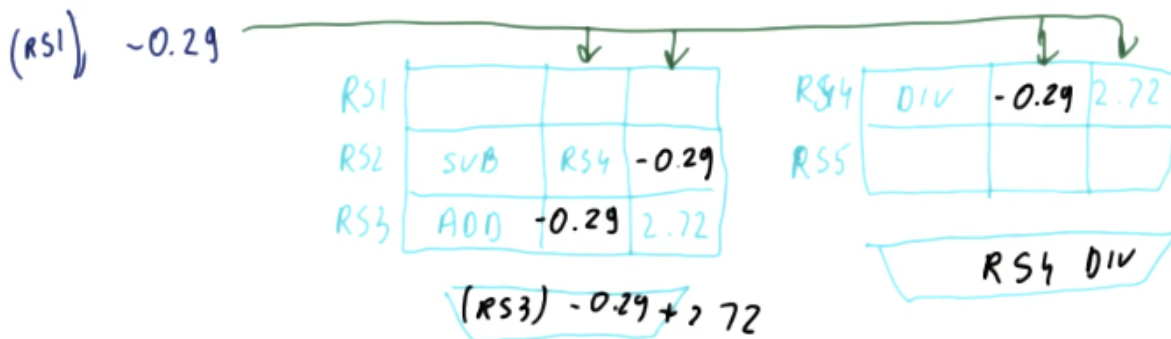 (RS1), -0.29
RS1
RS2 SUB RS4 -0.29
RS3 ADD -0.29 2.72
(RS3) -0.29 + 2 72
RS4 DIV -0.29 2.72
RS5
RS4 DIV